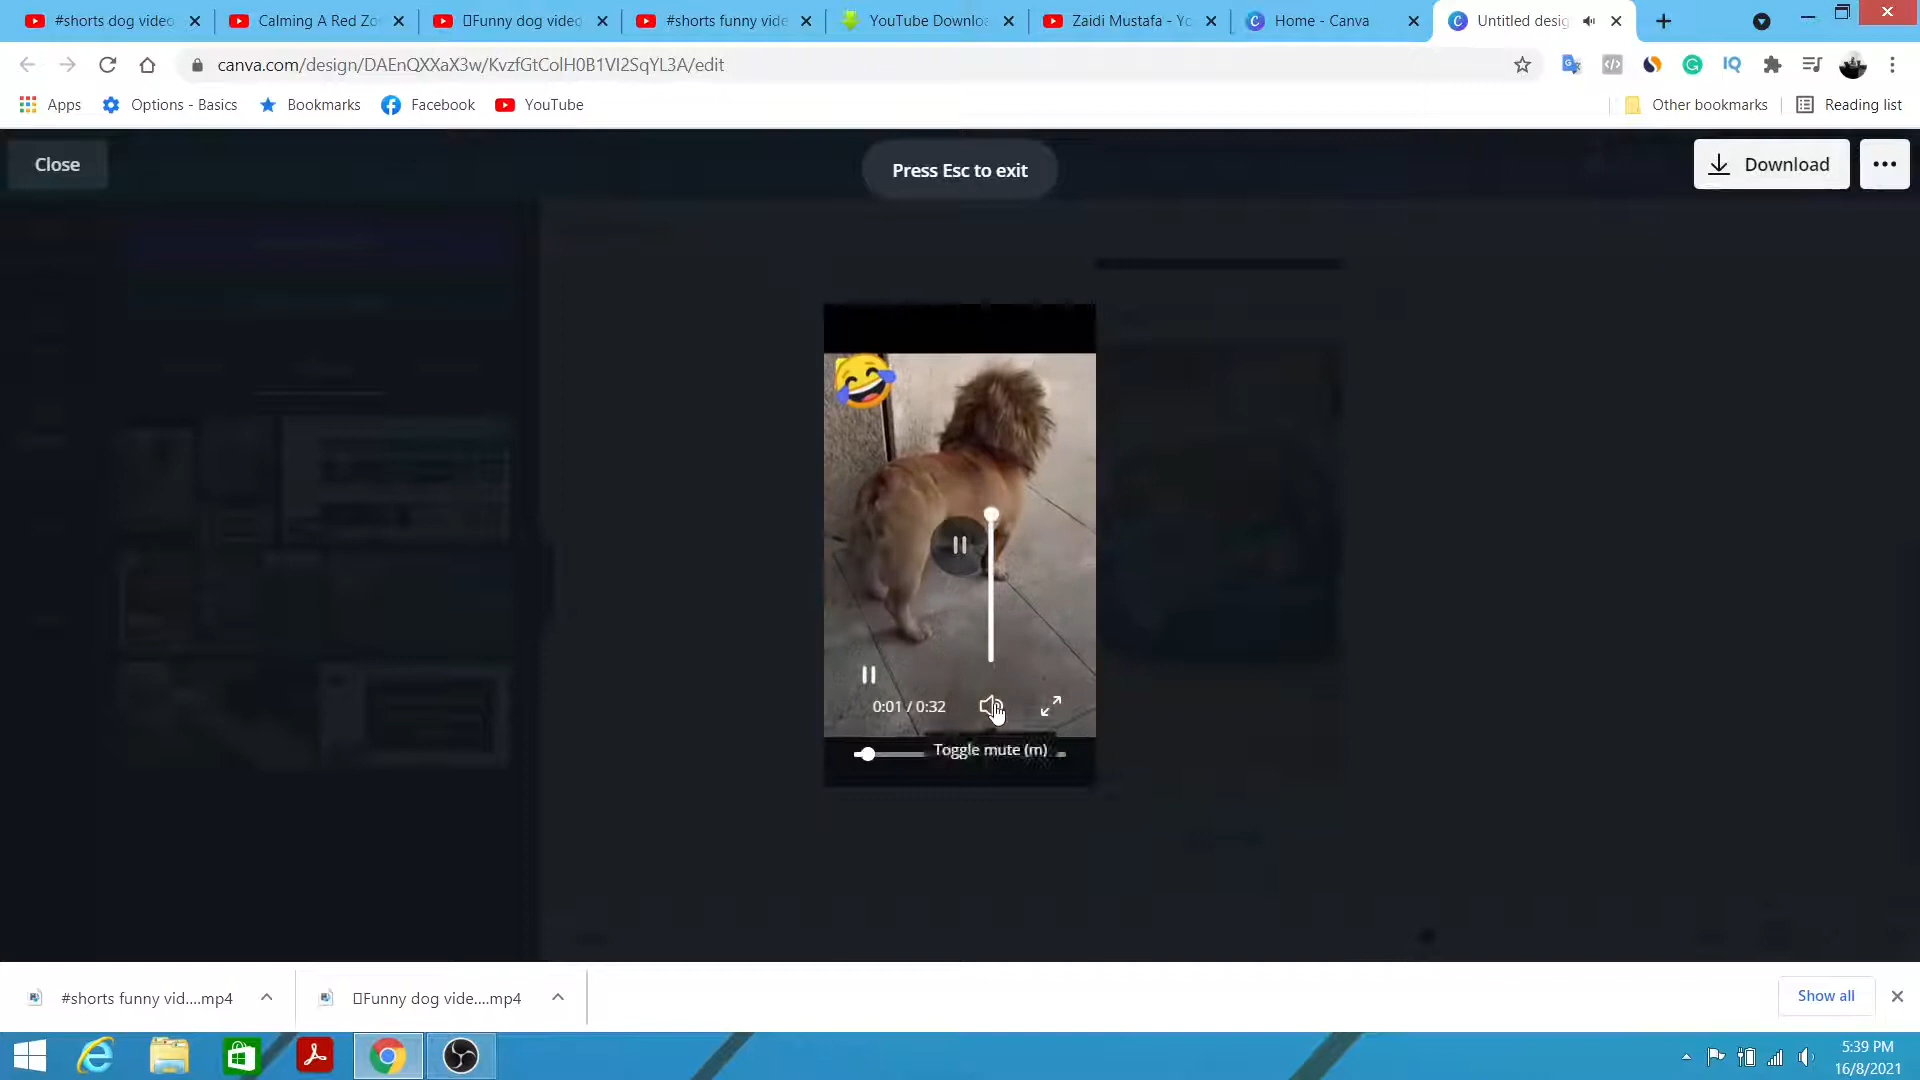 #shorts dog video
Calming A Red Zo
Funny dog video
#shorts funny vide
YouTube Downlo
Zaidi Mustafa - Yo
Home - Canva
Untitled desig
canva.com/design/DAEnQXXaX3w/KvzfGtColH0B1VI2SqYL3A/edit
Apps
Options - Basics
Bookmarks
Facebook
YouTube
Other bookmarks
Reading list
Close
Press Esc to exit
Download
0:01 / 0:32
Toggle mute (m)
#shorts funny vid....mp4
Funny dog vide....mp4
Show all
5:39 PM
16/8/2021